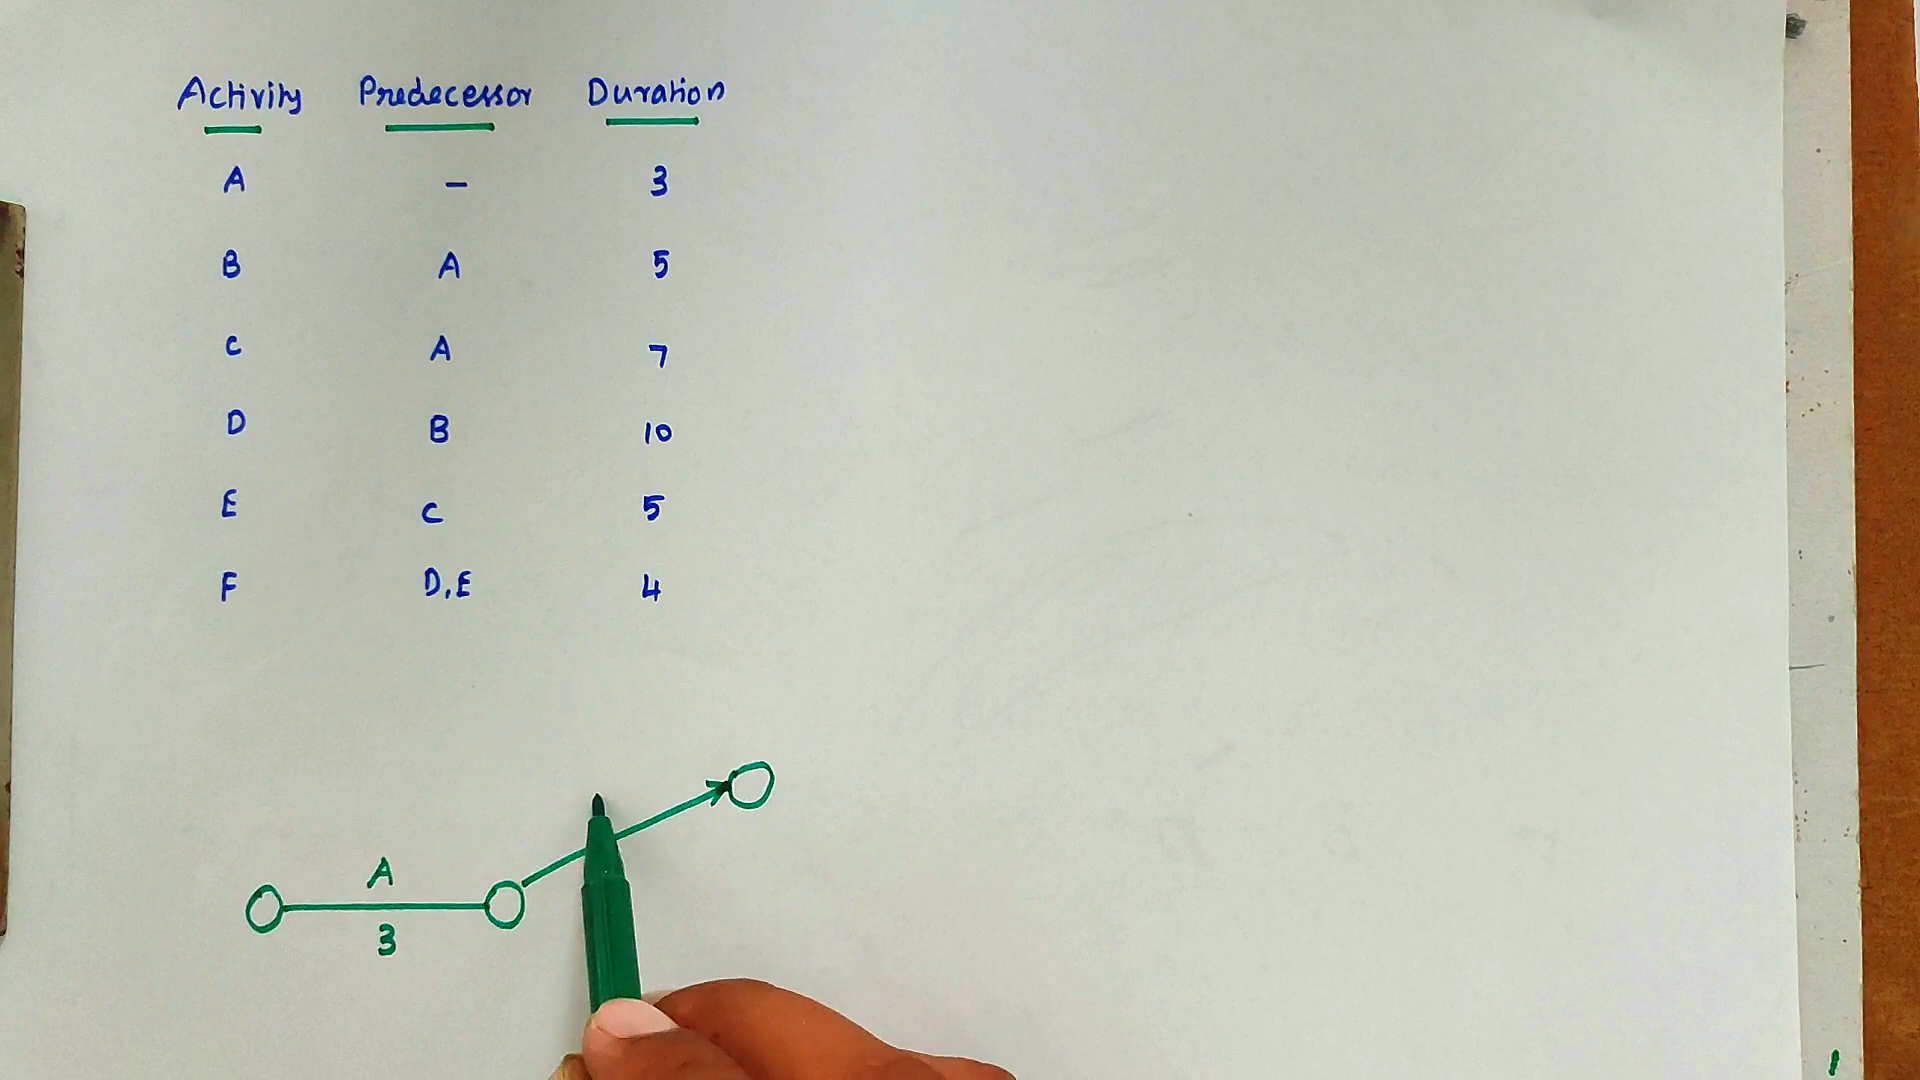 Activity Predecessor Duration
A - 3
B A 5
C A 7
D B 10
E C 5
F D,E 4
A
3